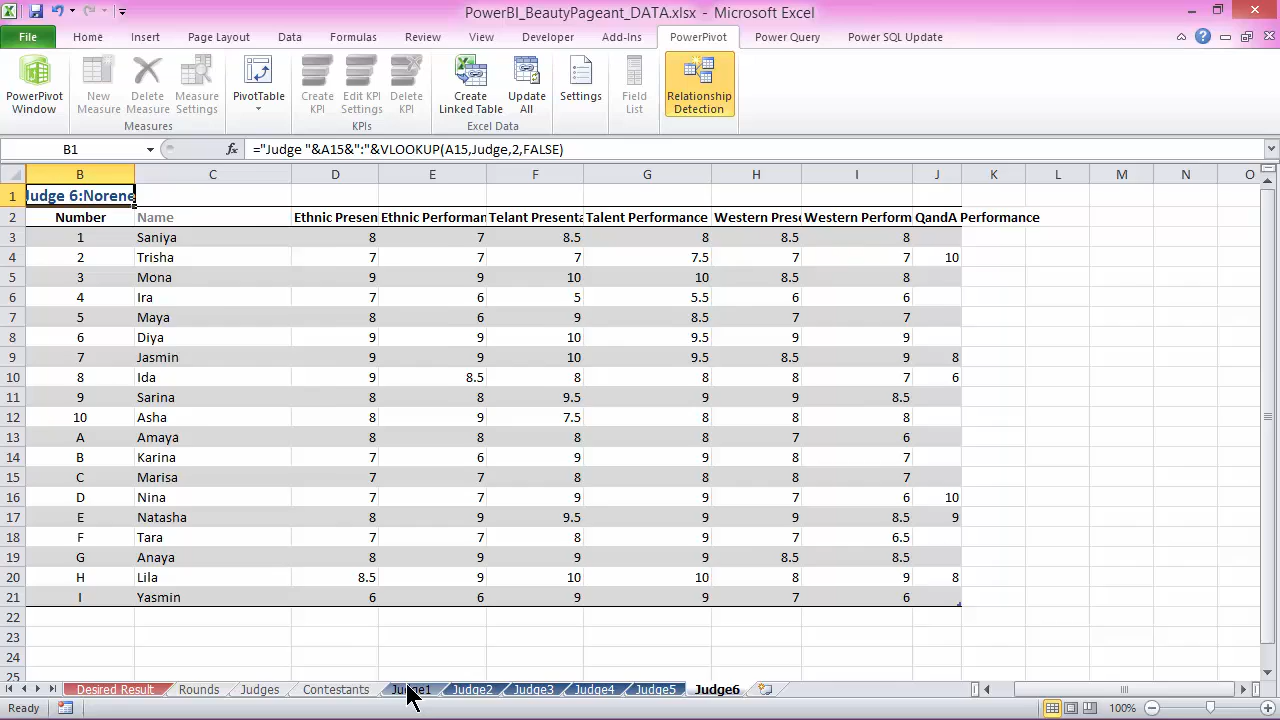 PowerBI_BeautyPageant_DATA.xlsx - Microsoft Excel
File Home Insert Page Layout Data Formulas Review View Developer Add-Ins PowerPivot Power Query Power SQL Update
PowerPivot Window
New Measure
Delete Measure
Measure Settings
Measures
PivotTable
Create KPI
Edit KPI Settings
Delete KPI
KPIs
Create Linked Table
Update All
Excel Data
Settings
Field List
Relationship Detection
B1 fx ="Judge "&A15&":"&VLOOKUP(A15,Judge,2,FALSE)
B C D E F G H I J K L M N O
1 Judge 6:Norene
2 Number Name Ethnic Presen Ethnic Performan Telant Presenta Talent Performance Western Pres Western Perform QandA Performance
3 1 Saniya 8 7 8.5 8 8.5 8
4 2 Trisha 7 7 7 7.5 7 7 10
5 3 Mona 9 9 10 10 8.5 8
6 4 Ira 7 6 5 5.5 6 6
7 5 Maya 8 6 9 8.5 7 7
8 6 Diya 9 9 10 9.5 9 9
9 7 Jasmin 9 9 10 9.5 8.5 9 8
10 8 Ida 9 8.5 8 8 8 7 6
11 9 Sarina 8 8 9.5 9 9 8.5
12 10 Asha 8 9 7.5 8 8 8
13 A Amaya 8 8 8 8 7 6
14 B Karina 7 6 9 9 8 7
15 C Marisa 7 7 8 8 8 7
16 D Nina 7 7 9 9 7 6 10
17 E Natasha 8 9 9.5 9 9 8.5 9
18 F Tara 7 7 8 9 7 6.5
19 G Anaya 8 9 9 9 8.5 8.5
20 H Lila 8.5 9 10 10 8 9 8
21 I Yasmin 6 6 9 9 7 6
22
23
24
25
Desired Result Rounds Judges Contestants Judge1 Judge2 Judge3 Judge4 Judge5 Judge6
Ready 100%